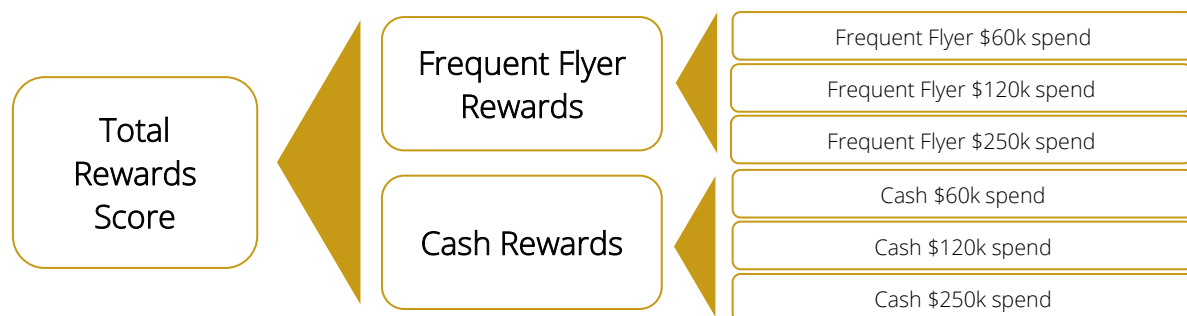 Total
Rewards
Score
Frequent Flyer
Rewards
Cash Rewards
Frequent Flyer $60k spend
Frequent Flyer $120k spend
Frequent Flyer $250k spend
Cash $60k spend
Cash $120k spend
Cash $250k spend